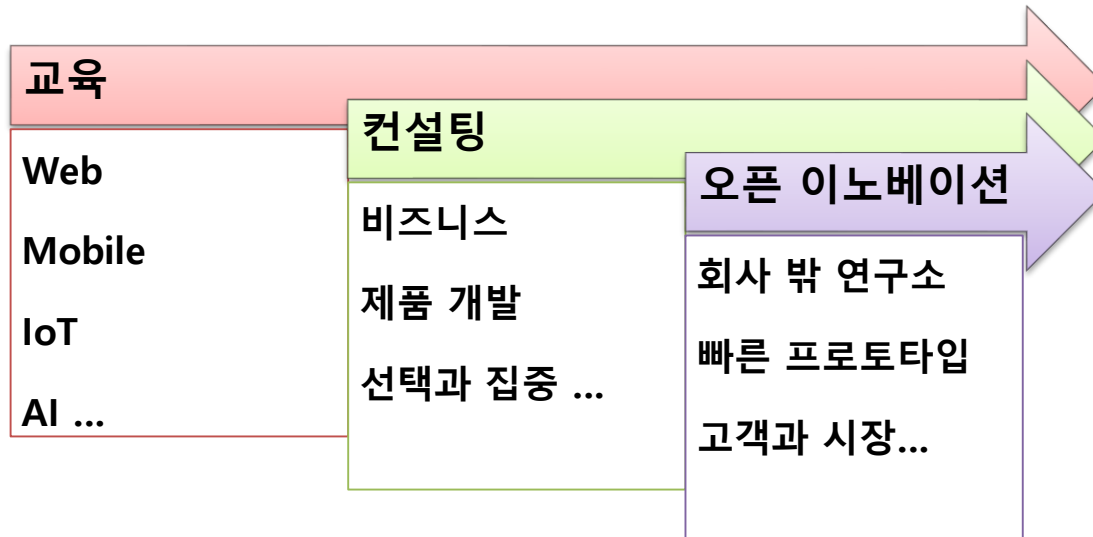 교육
Web
Mobile
IoT
AI ...
컨설팅
비즈니스
제품 개발
선택과 집중 ...
오픈 이노베이션
회사 밖 연구소
빠른 프로토타입
고객과 시장...